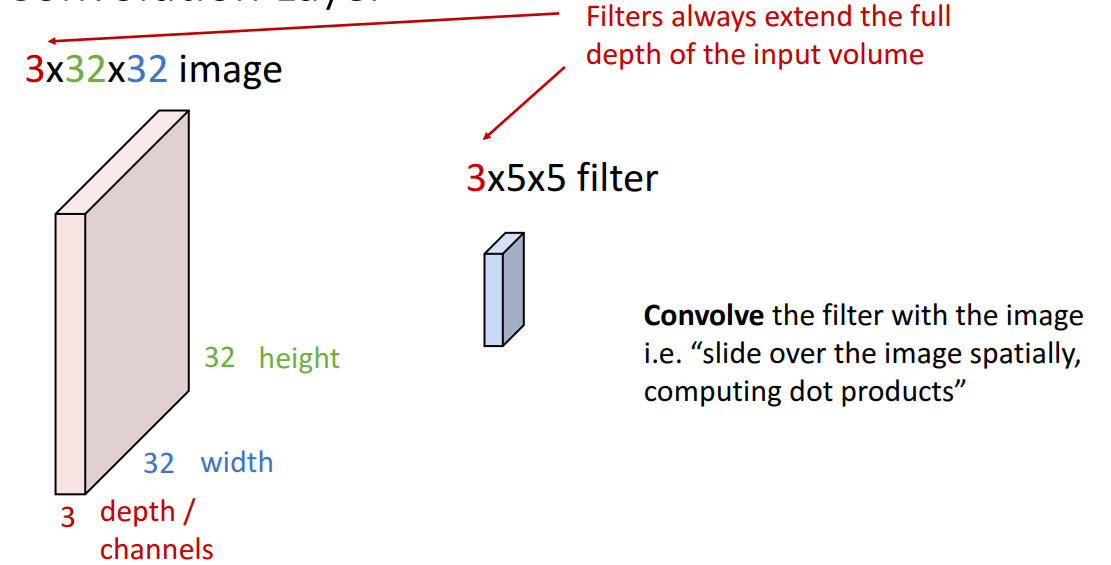 Filters always extend the full
depth of the input volume
3x32x32 image
3x5x5 filter
Convolve the filter with the image
i.e. “slide over the image spatially,
computing dot products”
32 height
32 width
3 depth /
channels